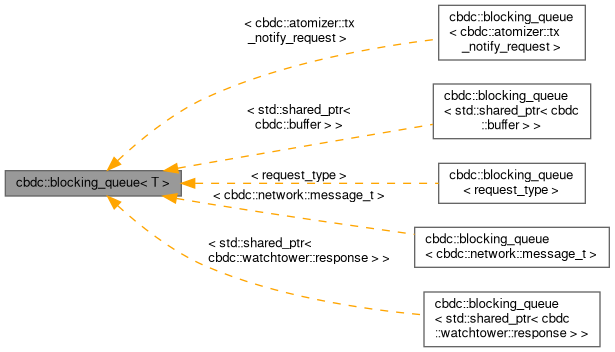 cbdc::blocking_queue< T >
< cbdc::atomizer::tx
_notify_request >
< std::shared_ptr<
cbdc::buffer > >
< request_type >
< cbdc::network::message_t >
< std::shared_ptr<
cbdc::watchtower::response > >
cbdc::blocking_queue
< cbdc::atomizer::tx
_notify_request >
cbdc::blocking_queue
< std::shared_ptr< cbdc
::buffer > >
cbdc::blocking_queue
< request_type >
cbdc::blocking_queue
< cbdc::network::message_t >
cbdc::blocking_queue
< std::shared_ptr< cbdc
::watchtower::response > >